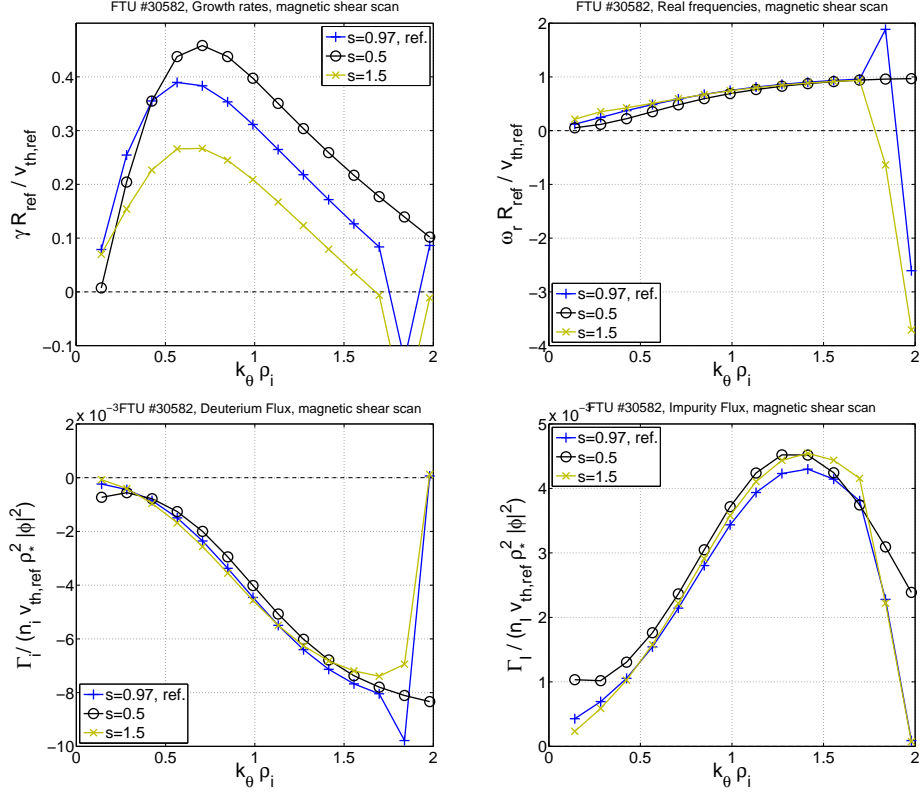 FTU #30582, Growth rates, magnetic shear scan
γ R_ref / v_th,ref
0.4
0.3
0.2
0.1
0
−0.1
s=0.97, ref.
s=0.5
s=1.5
0 0.5 1 1.5 2
k_θ ρ_i
FTU #30582, Real frequencies, magnetic shear scan
ω_r R_ref / v_th,ref
2
1
0
−1
−2
−3
−4
s=0.97, ref.
s=0.5
s=1.5
0 0.5 1 1.5 2
k_θ ρ_i
x 10^−3 FTU #30582, Deuterium Flux, magnetic shear scan
Γ_i / (n_i v_th,ref ρ_*^2 |ϕ|^2)
2
0
−2
−4
−6
−8
−10
s=0.97, ref.
s=0.5
s=1.5
0 0.5 1 1.5 2
k_θ ρ_i
x 10^−3 FTU #30582, Impurity Flux, magnetic shear scan
Γ_I / (n_I v_th,ref ρ_*^2 |ϕ|^2)
5
4
3
2
1
0
s=0.97, ref.
s=0.5
s=1.5
0 0.5 1 1.5 2
k_θ ρ_i